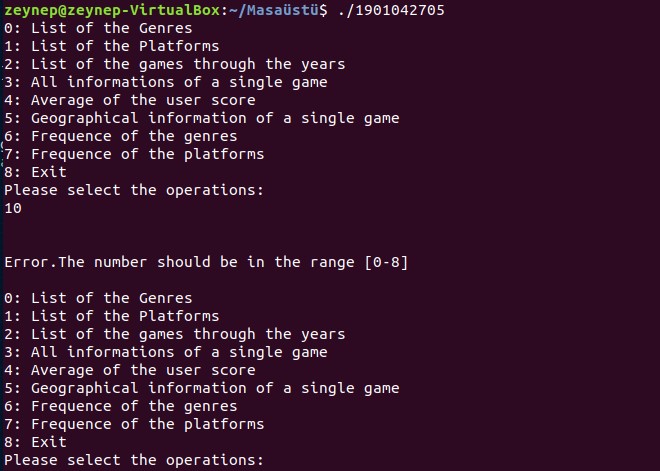 zeynep@zeynep-VirtualBox:~/Masaüstü$ ./1901042705
0: List of the Genres
1: List of the Platforms
2: List of the games through the years
3: All informations of a single game
4: Average of the user score
5: Geographical information of a single game
6: Frequence of the genres
7: Frequence of the platforms
8: Exit
Please select the operations:
10
Error.The number should be in the range [0-8]
0: List of the Genres
1: List of the Platforms
2: List of the games through the years
3: All informations of a single game
4: Average of the user score
5: Geographical information of a single game
6: Frequence of the genres
7: Frequence of the platforms
8: Exit
Please select the operations: